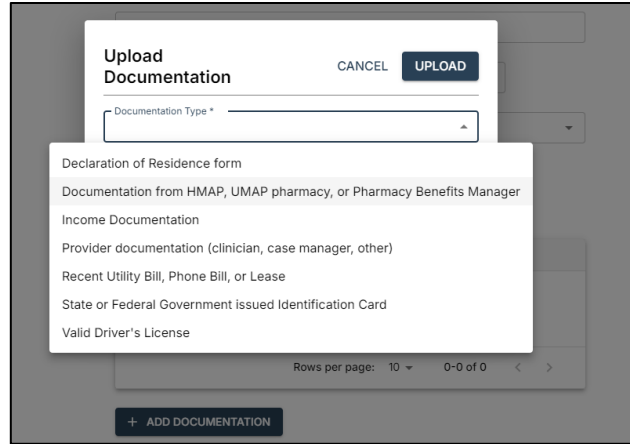 Upload
Documentation
CANCEL
UPLOAD
Documentation Type *
Declaration of Residence form
Documentation from HMAP, UMAP pharmacy, or Pharmacy Benefits Manager
Income Documentation
Provider documentation (clinician, case manager, other)
Recent Utility Bill, Phone Bill, or Lease
State or Federal Government issued Identification Card
Valid Driver's License
Rows per page: 10 0-0 of 0
+ ADD DOCUMENTATION